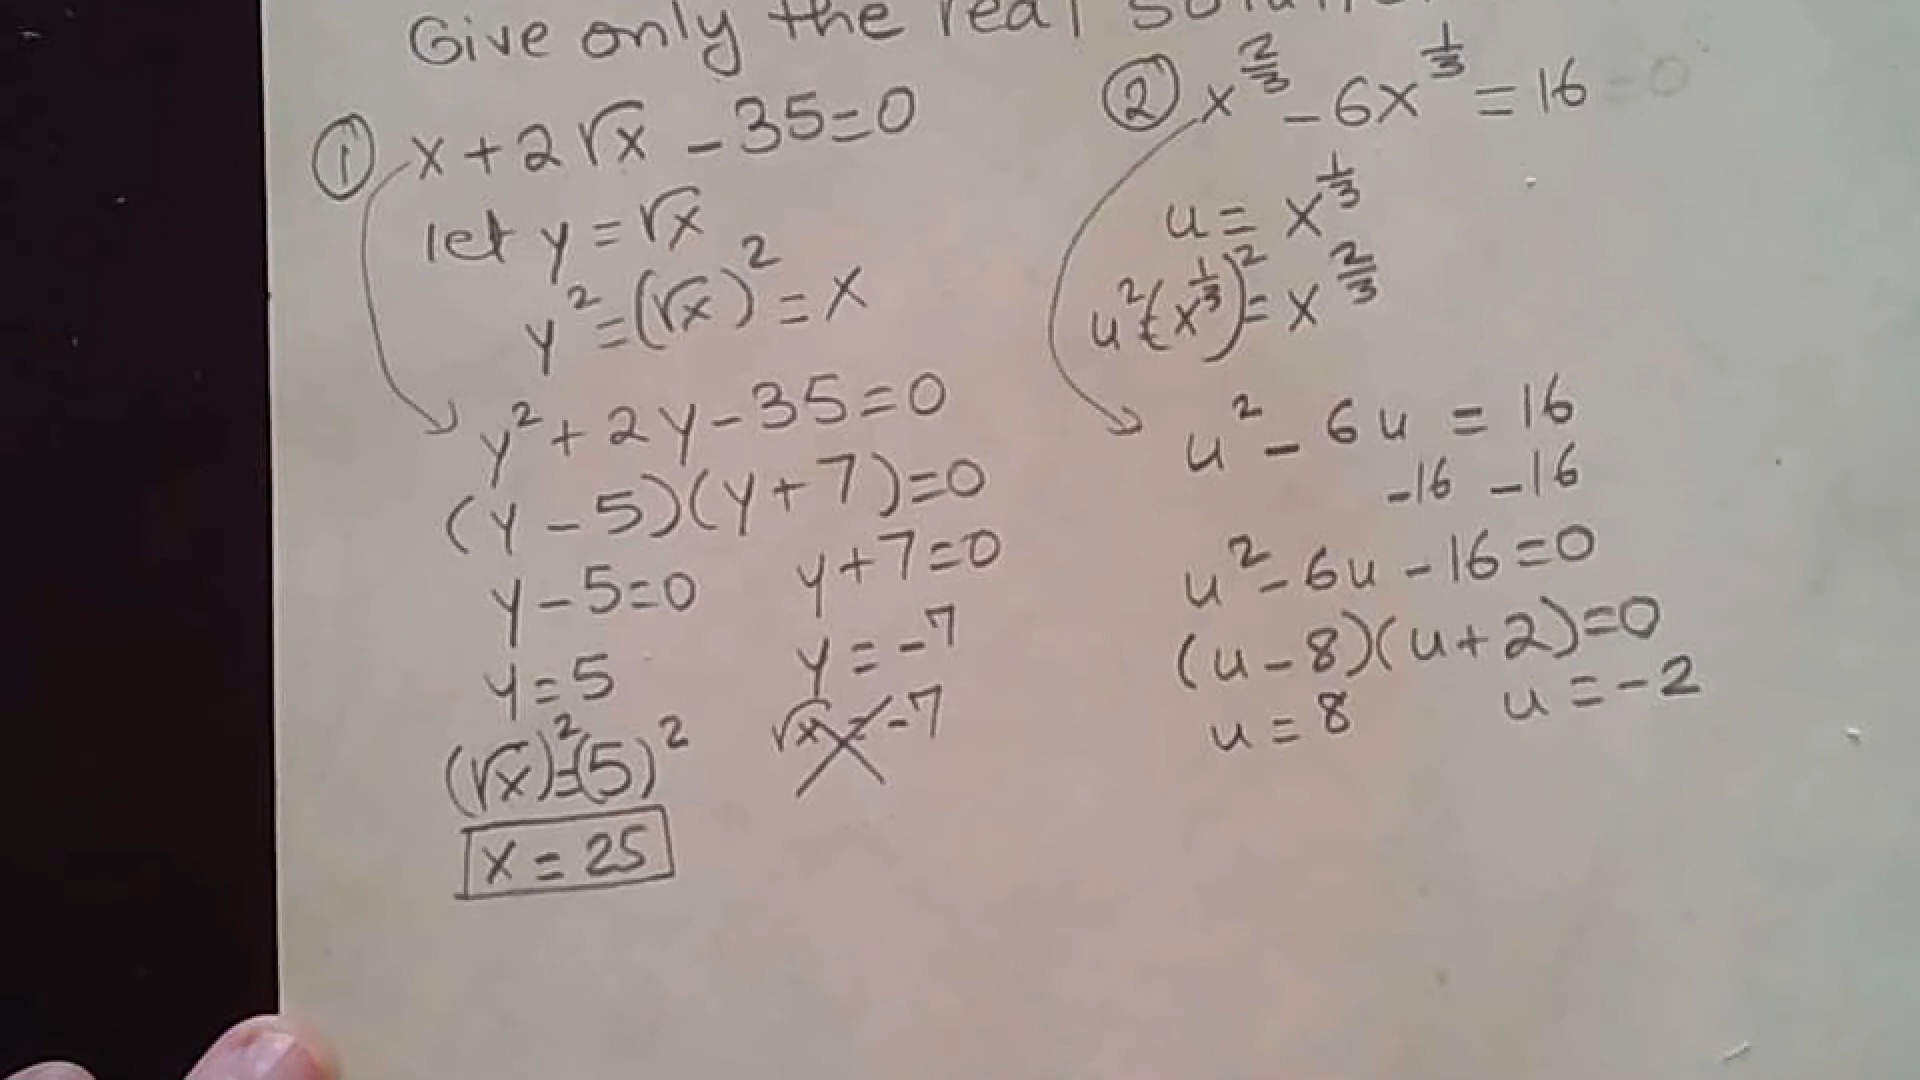 Give only the real
① x + 2√x - 35 = 0
let y = √x
y² = (√x)² = x
y² + 2y - 35 = 0
(y - 5)(y + 7) = 0
y - 5 = 0 y + 7 = 0
y = 5 y = -7
(√x)² = (5)² √x = -7
x = 25
② x^(2/3) - 6x^(1/3) = 16 = 0
u = x^(1/3)
u² = (x^(1/3))² = x^(2/3)
u² - 6u = 16
-16 -16
u² - 6u - 16 = 0
(u - 8)(u + 2) = 0
u = 8 u = -2